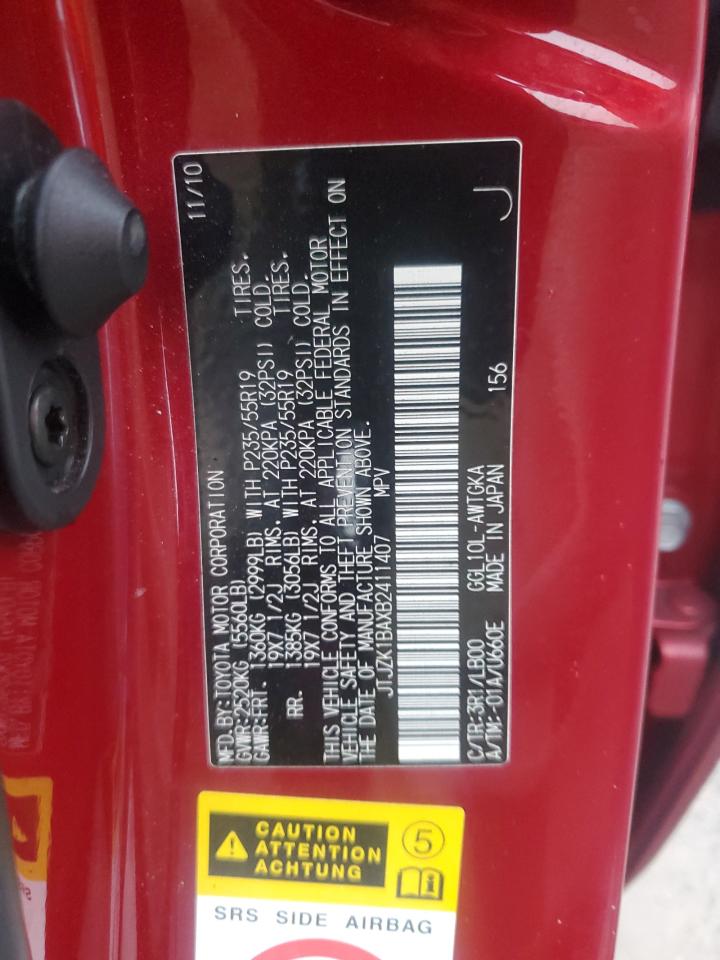 11/10
MFD.BY:TOYOTA MOTOR CORPORATION
GVWR:2520KG (5560LB)
GAWR:FRT. 1360KG (2999LB) WITH P235/55R19 TIRES.
19X7 1/2J RIMS. AT 220KPA (32PSI) COLD.
RR. 1385KG (3056LB) WITH P235/55R19 TIRES.
19X7 1/2J RIMS. AT 220KPA (32PSI) COLD.
THIS VEHICLE CONFORMS TO ALL APPLICABLE FEDERAL MOTOR
VEHICLE SAFETY AND THEFT PREVENTION STANDARDS IN EFFECT ON
THE DATE OF MANUFACTURE SHOWN ABOVE.
JTJZK1BAXB2411407 MPV
C/TR:3R1/LB00 GGL10L-AWTGKA 156
A/TM:-01A/U660E MADE IN JAPAN J
CAUTION
ATTENTION
ACHTUNG
5
SRS SIDE AIRBAG